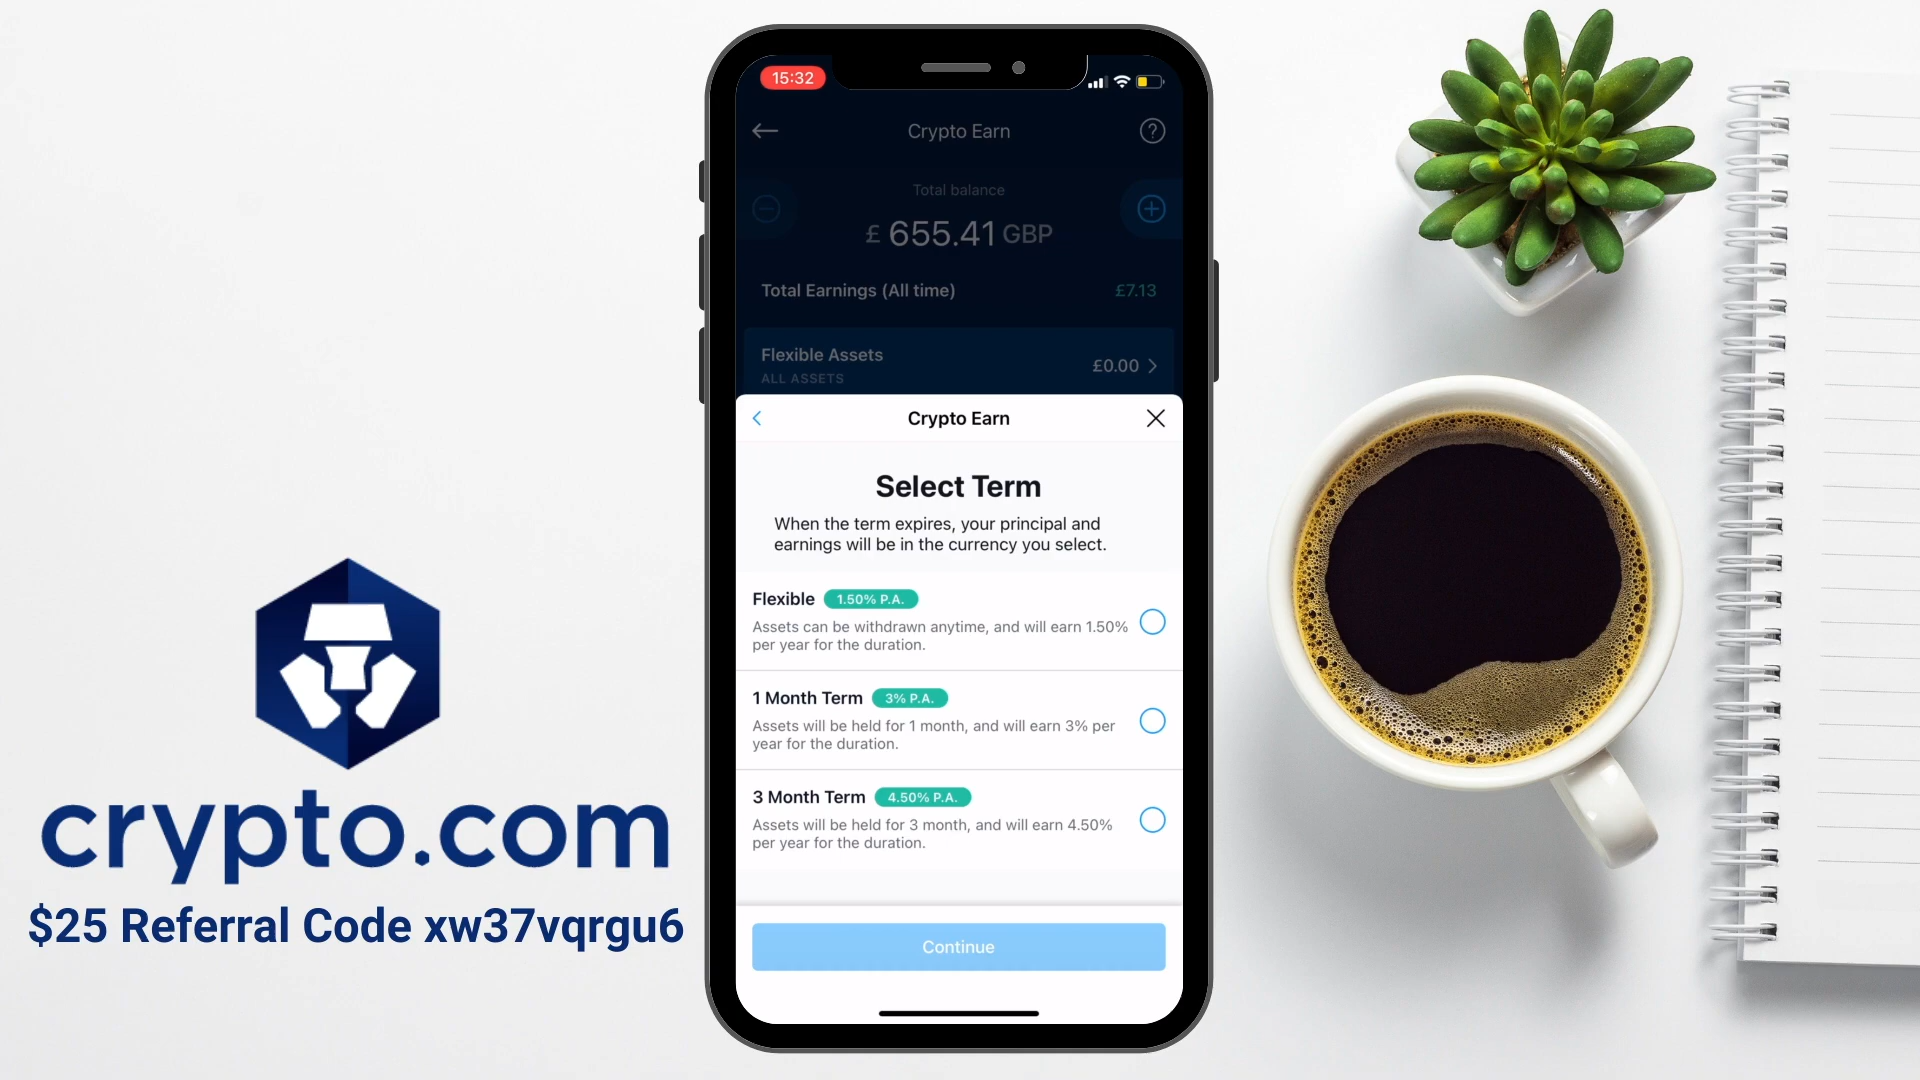 15:32
Crypto Earn
Total balance
£ 655.41 GBP
Total Earnings (All time) £7.13
Flexible Assets
ALL ASSETS
£0.00
Crypto Earn
Select Term
When the term expires, your principal and
earnings will be in the currency you select.
Flexible 1.50% P.A.
Assets can be withdrawn anytime, and will earn 1.50%
per year for the duration.
1 Month Term 3% P.A.
Assets will be held for 1 month, and will earn 3% per
year for the duration.
3 Month Term 4.50% P.A.
Assets will be held for 3 month, and will earn 4.50%
per year for the duration.
Continue
crypto.com
$25 Referral Code xw37vqrgu6